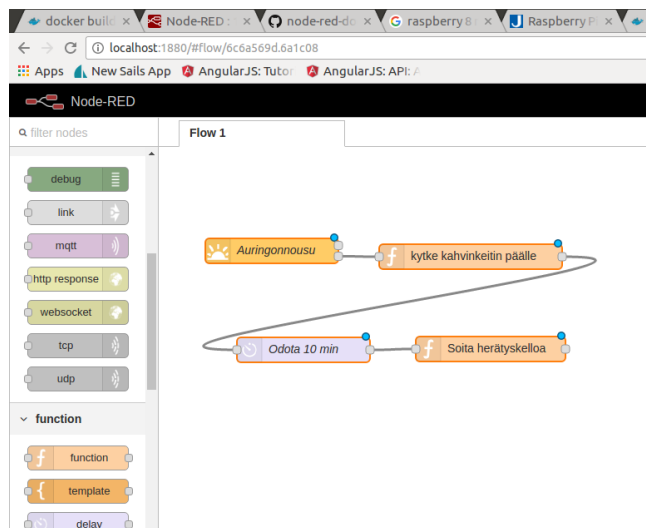 docker build
Node-RED :
node-red-do
raspberry 8
Raspberry P
localhost:1880/#flow/6c6a569d.6a1c08
Apps New Sails App AngularJS: Tutor AngularJS: API: A
Node-RED
filter nodes
Flow 1
debug
link
mqtt
http response
websocket
tcp
udp
function
function
template
delay
Auringonnousu
kytke kahvinkeitin päälle
Odota 10 min
Soita herätyskelloa